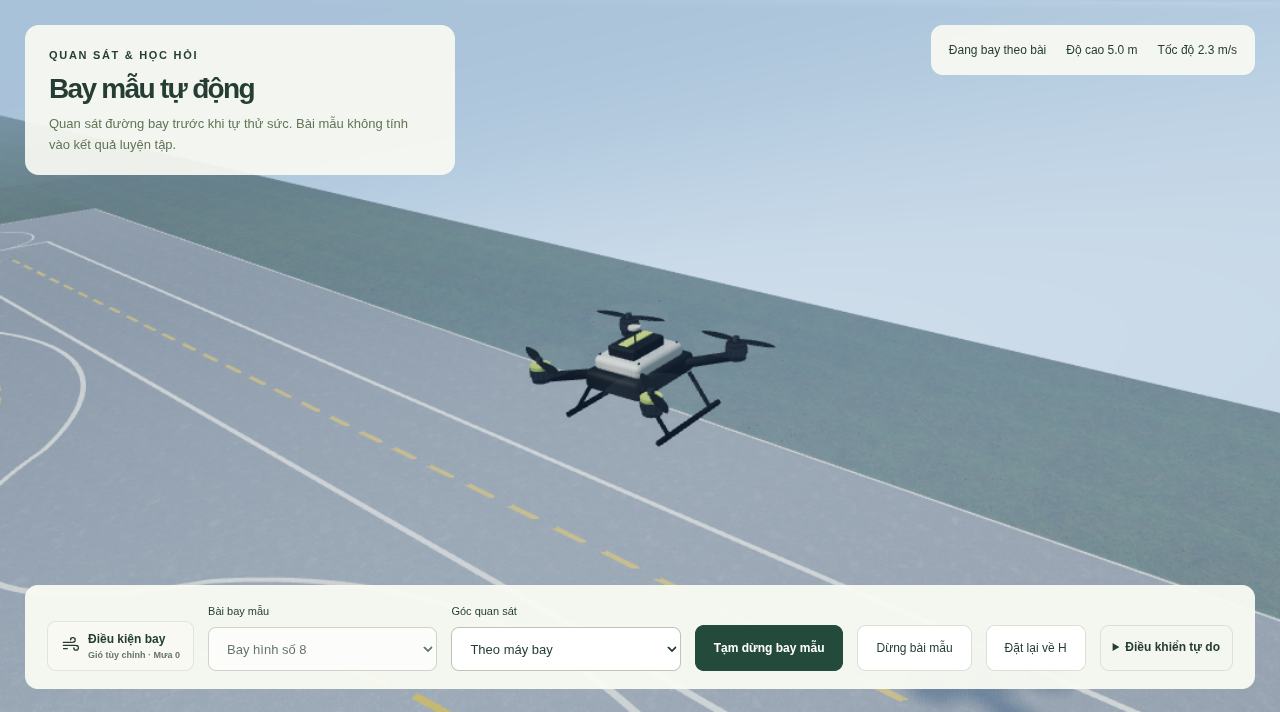 QUAN SÁT & HỌC HỎI
Bay mẫu tự động
Quan sát đường bay trước khi tự thử sức. Bài mẫu không tính
vào kết quả luyện tập.
Đang bay theo bài
Độ cao 5.0 m
Tốc độ 2.3 m/s
Điều kiện bay
Gió tùy chỉnh · Mưa 0
Bài bay mẫu
Bay hình số 8
Góc quan sát
Theo máy bay
Tạm dừng bay mẫu
Dừng bài mẫu
Đặt lại về H
Điều khiển tự do